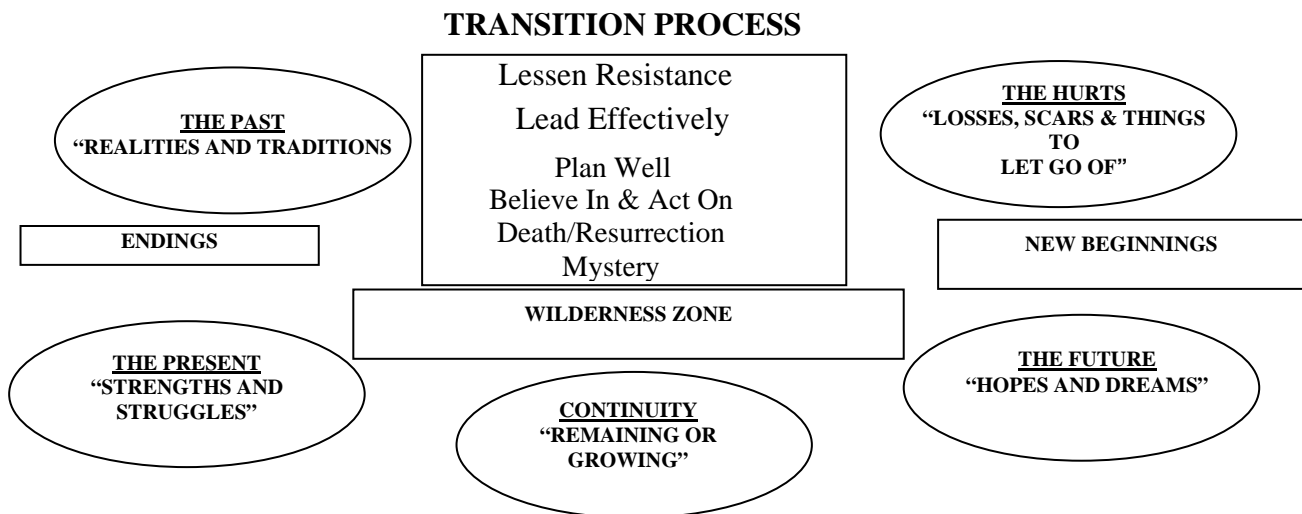 TRANSITION PROCESS
Lessen Resistance
Lead Effectively
Plan Well
Believe In & Act On
Death/Resurrection
Mystery
THE PAST
“REALITIES AND TRADITIONS
THE HURTS
“LOSSES, SCARS & THINGS
TO
LET GO OF”
ENDINGS
NEW BEGINNINGS
WILDERNESS ZONE
THE PRESENT
“STRENGTHS AND
STRUGGLES”
CONTINUITY
“REMAINING OR
GROWING”
THE FUTURE
“HOPES AND DREAMS”